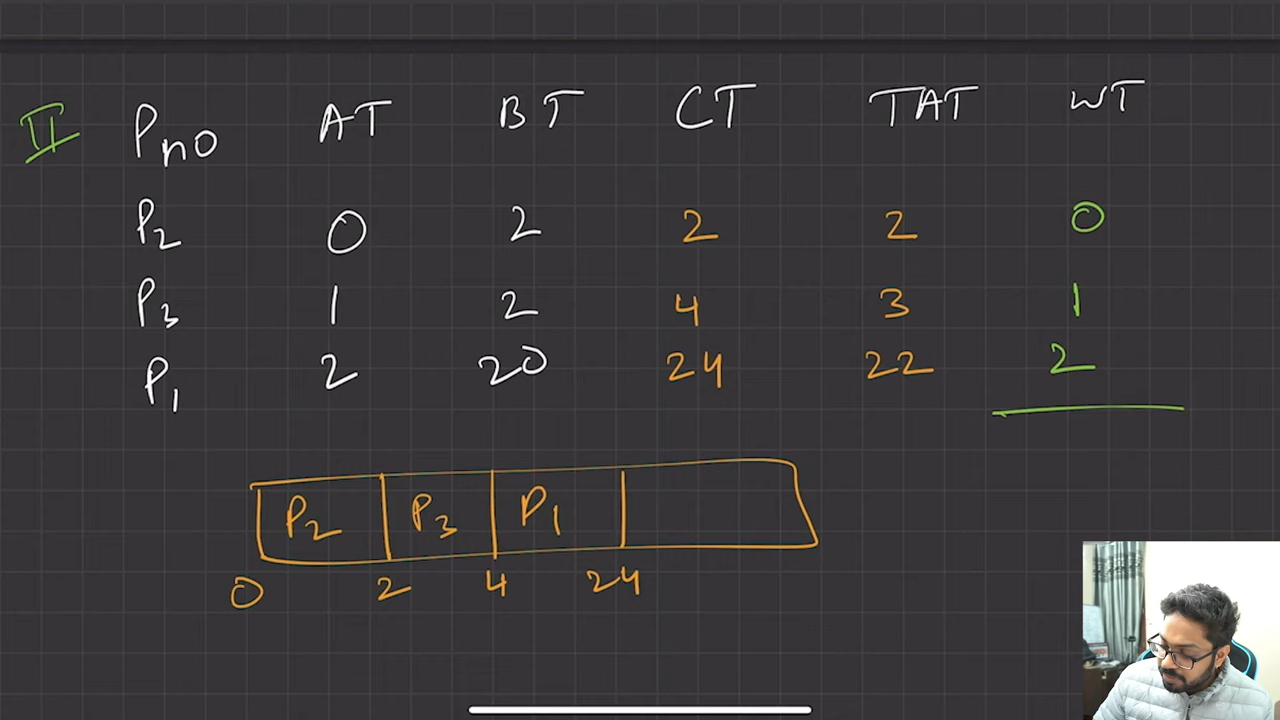 II Pno AT BT CT TAT WT
P2 0 2 2 2 0
P3 1 2 4 3 1
P1 2 20 24 22 2
P2 P3 P1
0 2 4 24